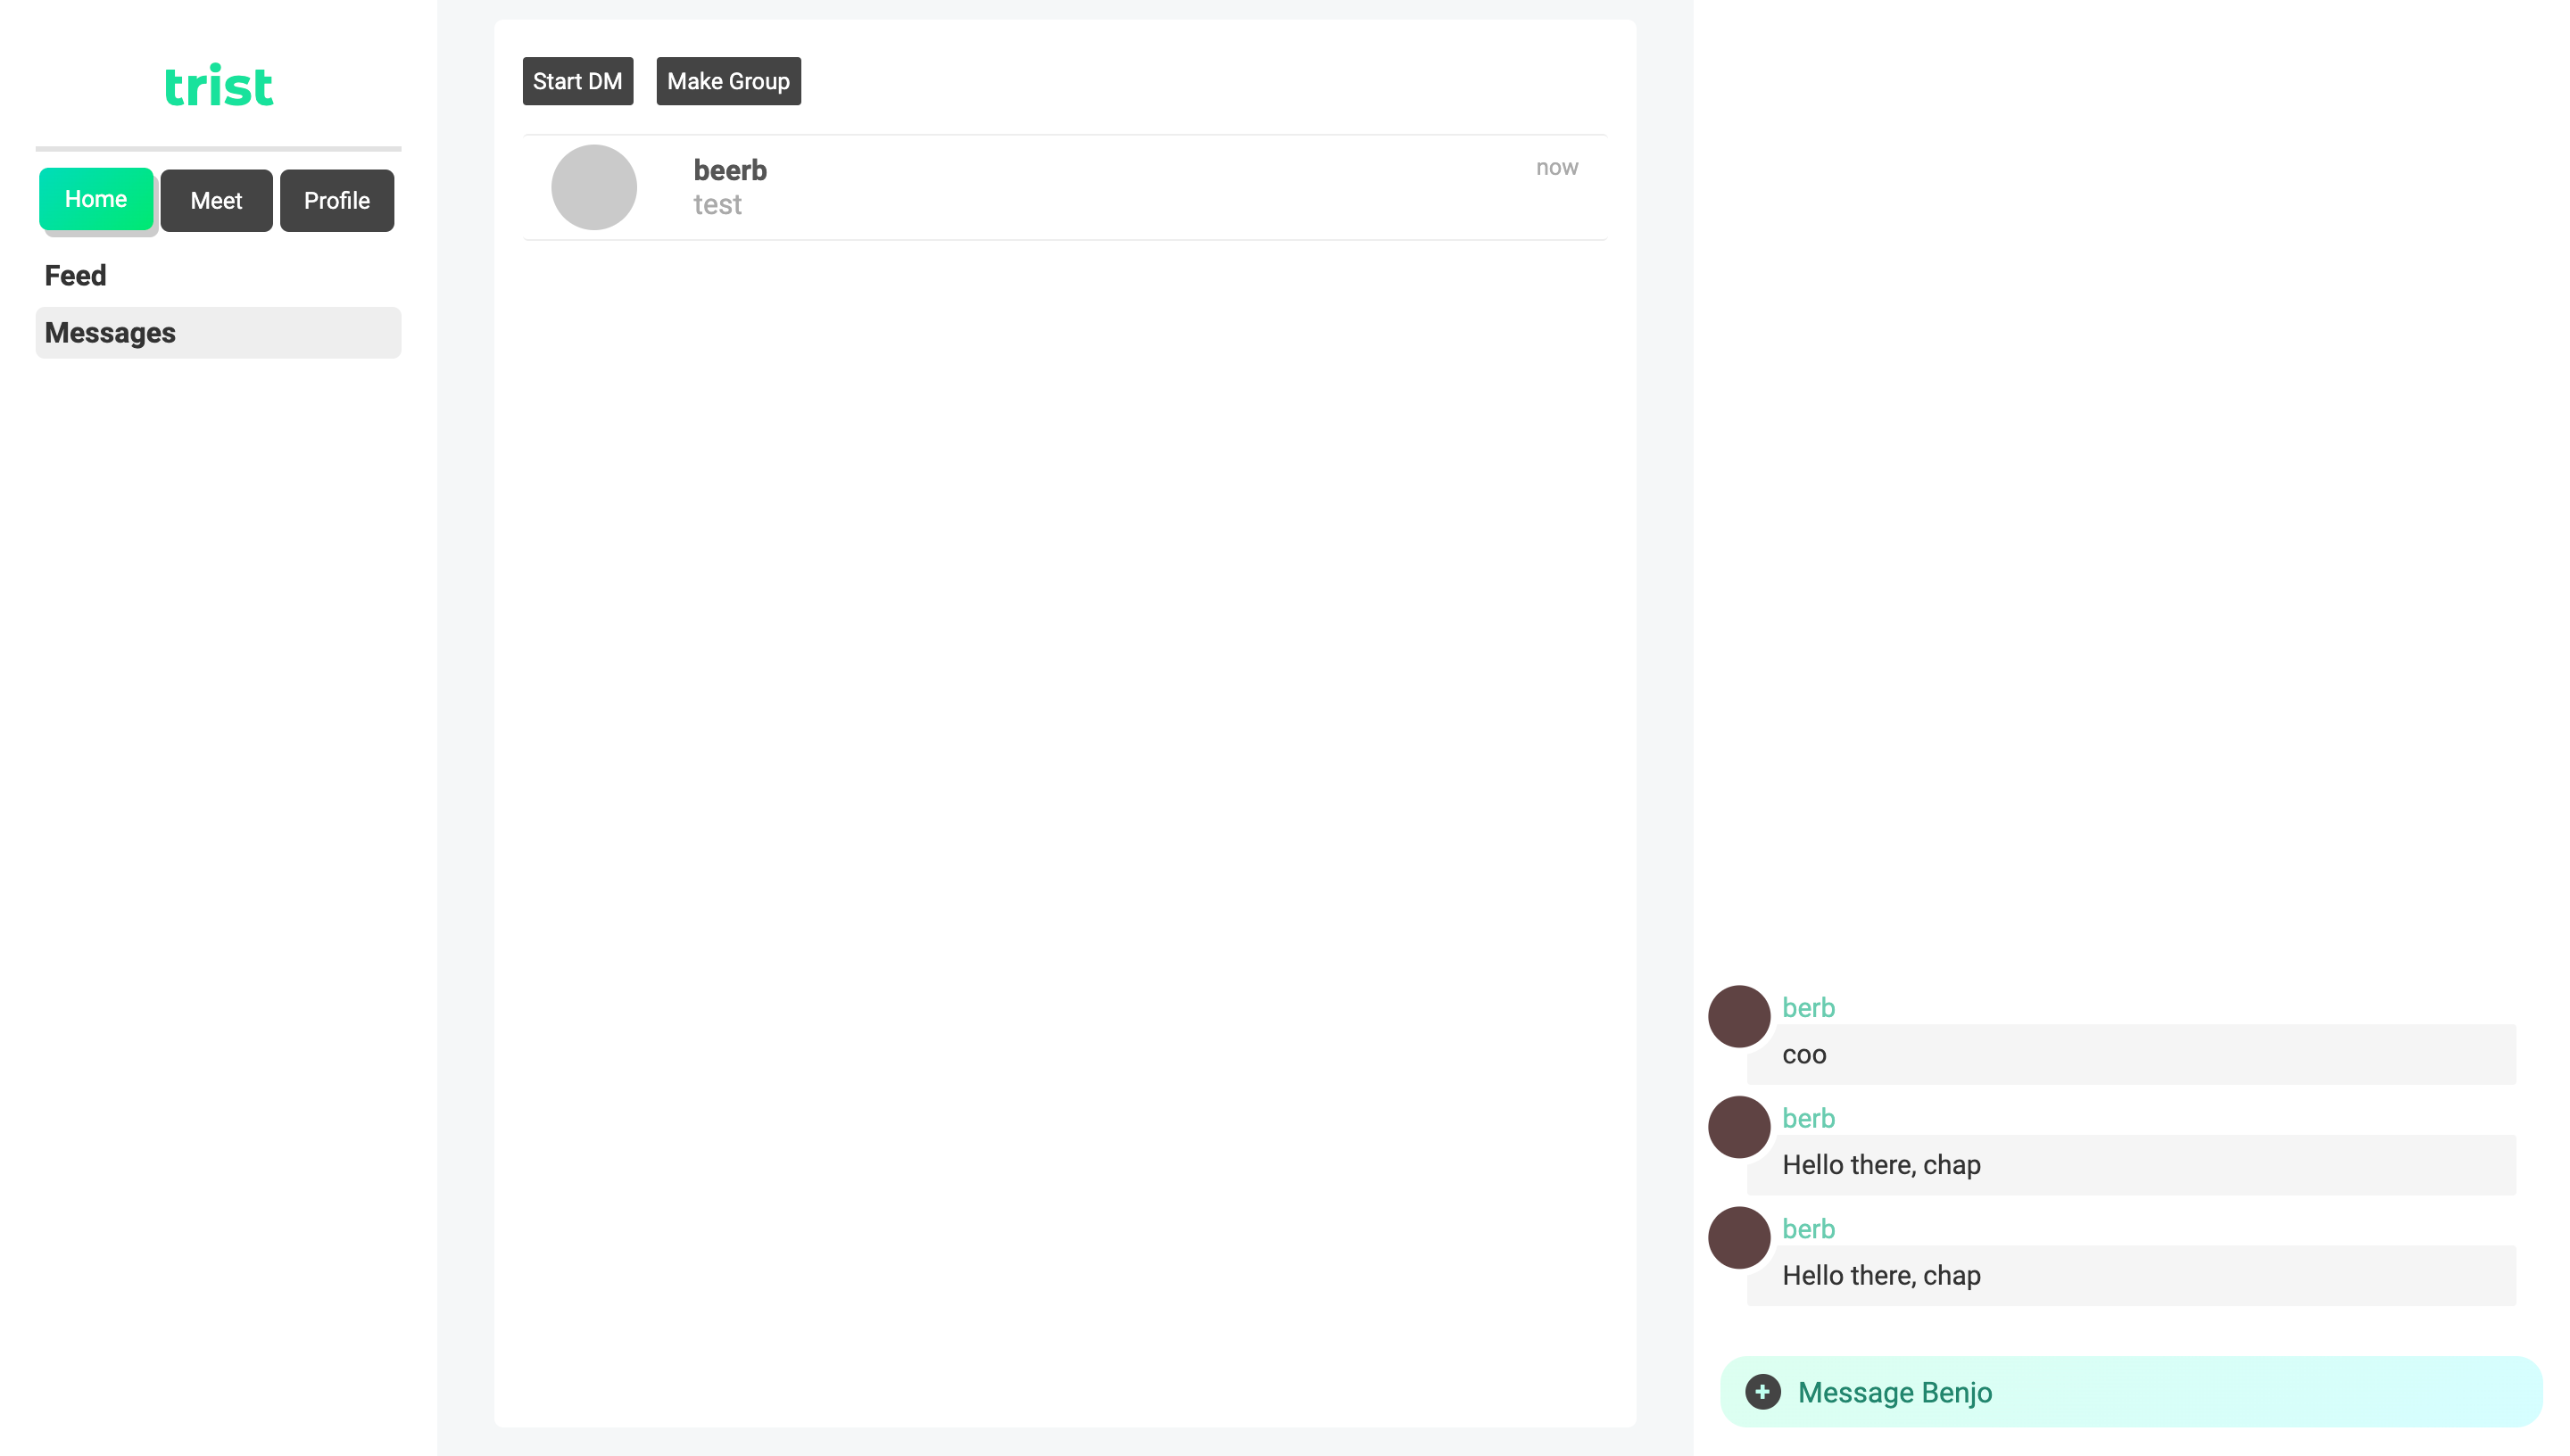 trist
Home Meet Profile
Feed
Messages
Start DM Make Group
beerb now
test
berb
coo
berb
Hello there, chap
berb
Hello there, chap
Message Benjo